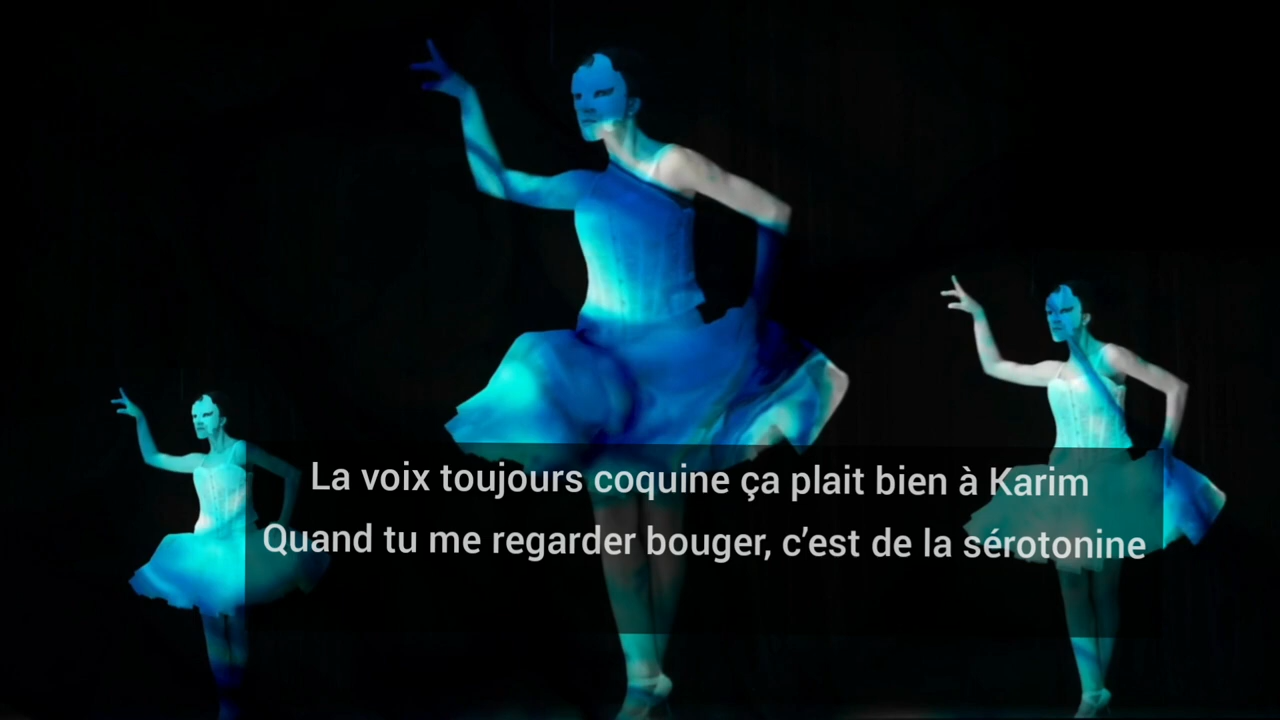 La voix toujours coquine ça plait bien à Karim
Quand tu me regarder bouger, c’est de la sérotonine